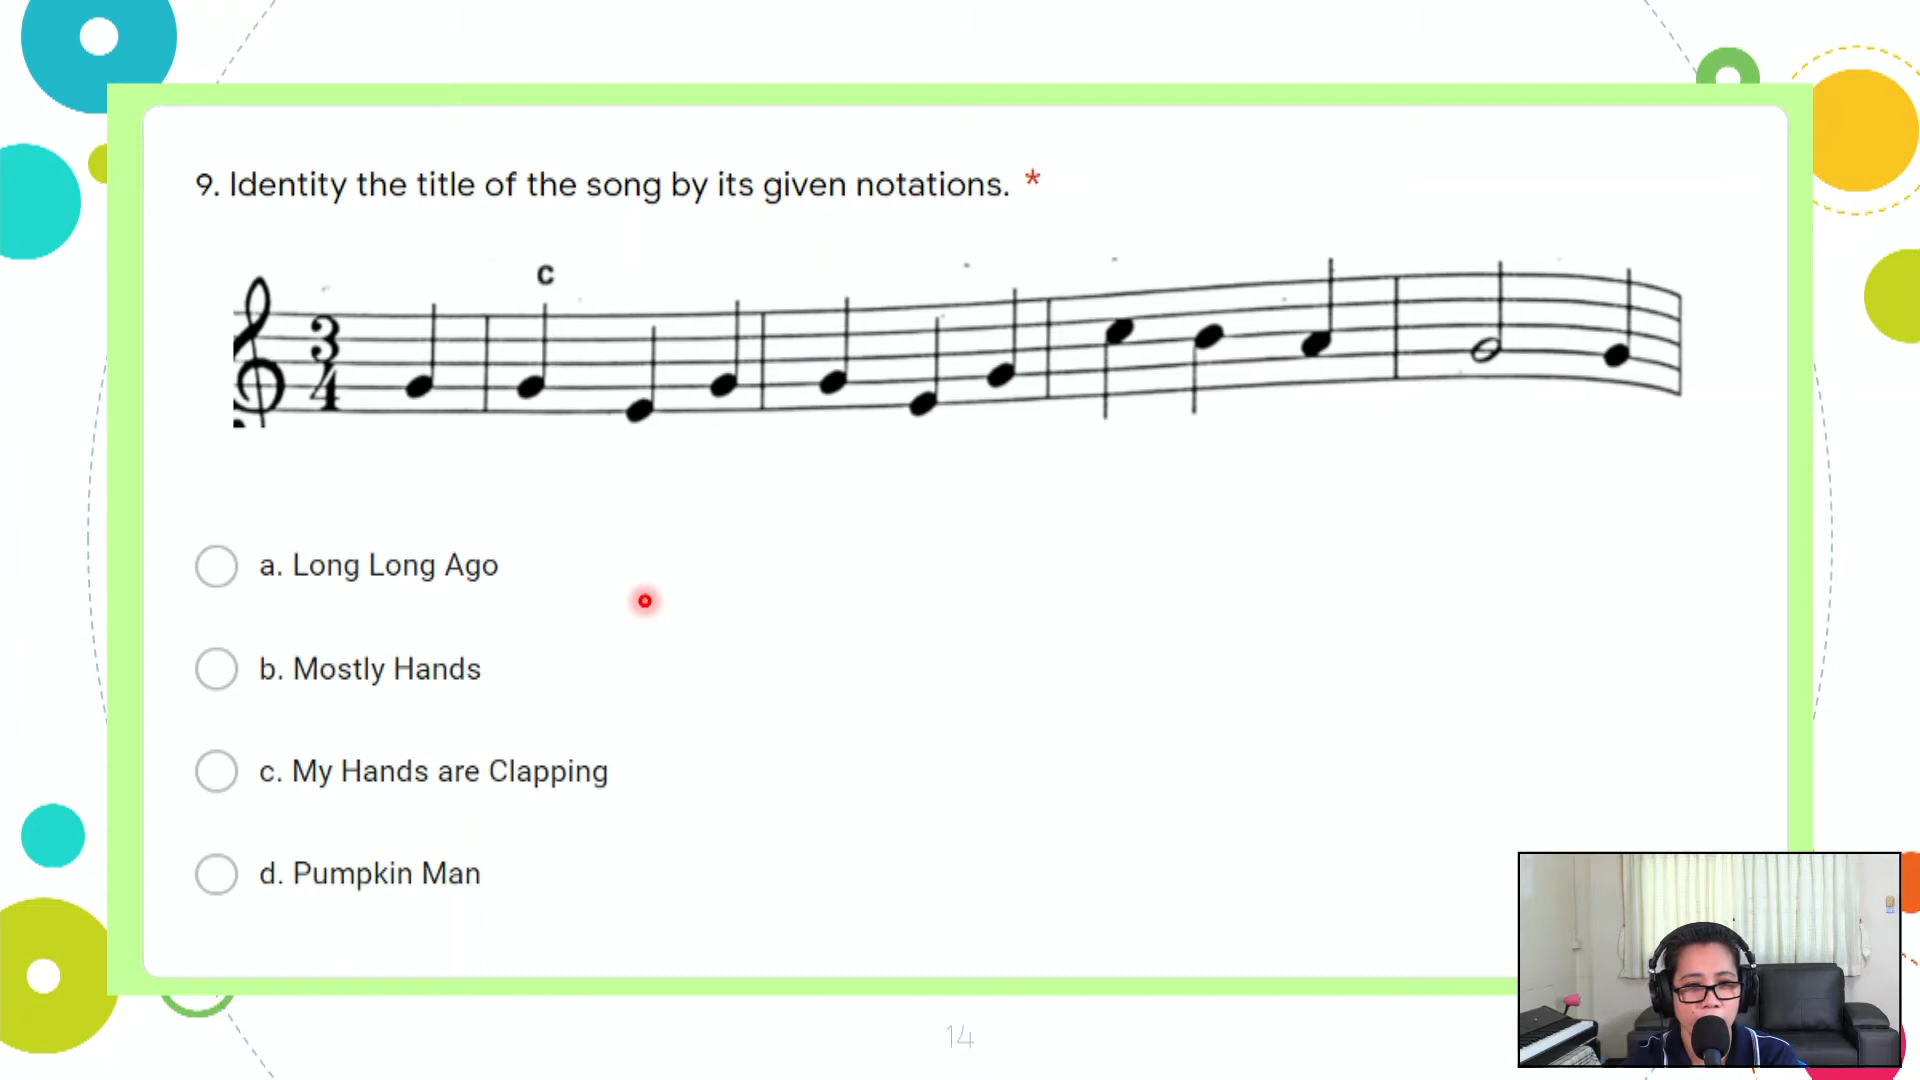 9. Identity the title of the song by its given notations. *
C
3
4
a. Long Long Ago
b. Mostly Hands
c. My Hands are Clapping
d. Pumpkin Man
14